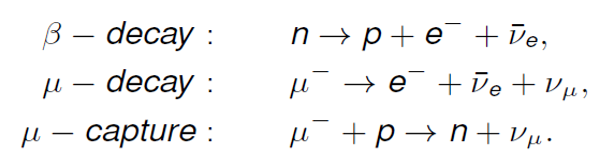 β − decay : n → p + e⁻ + ν̄ₑ,
μ − decay : μ⁻ → e⁻ + ν̄ₑ + ν_μ,
μ − capture : μ⁻ + p → n + ν_μ.